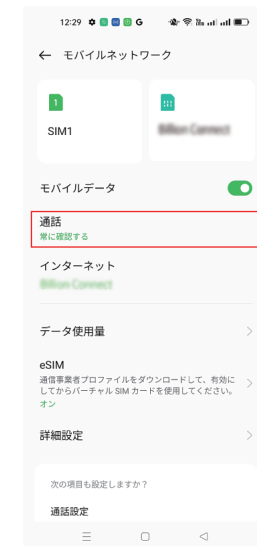 12:29
モバイルネットワーク
1
SIM1
モバイルデータ
通話
常に確認する
インターネット
データ使用量
eSIM
通信事業者プロファイルをダウンロードして、有効に
してからバーチャル SIM カードを使用してください。
オン
詳細設定
次の項目も設定しますか？
通話設定